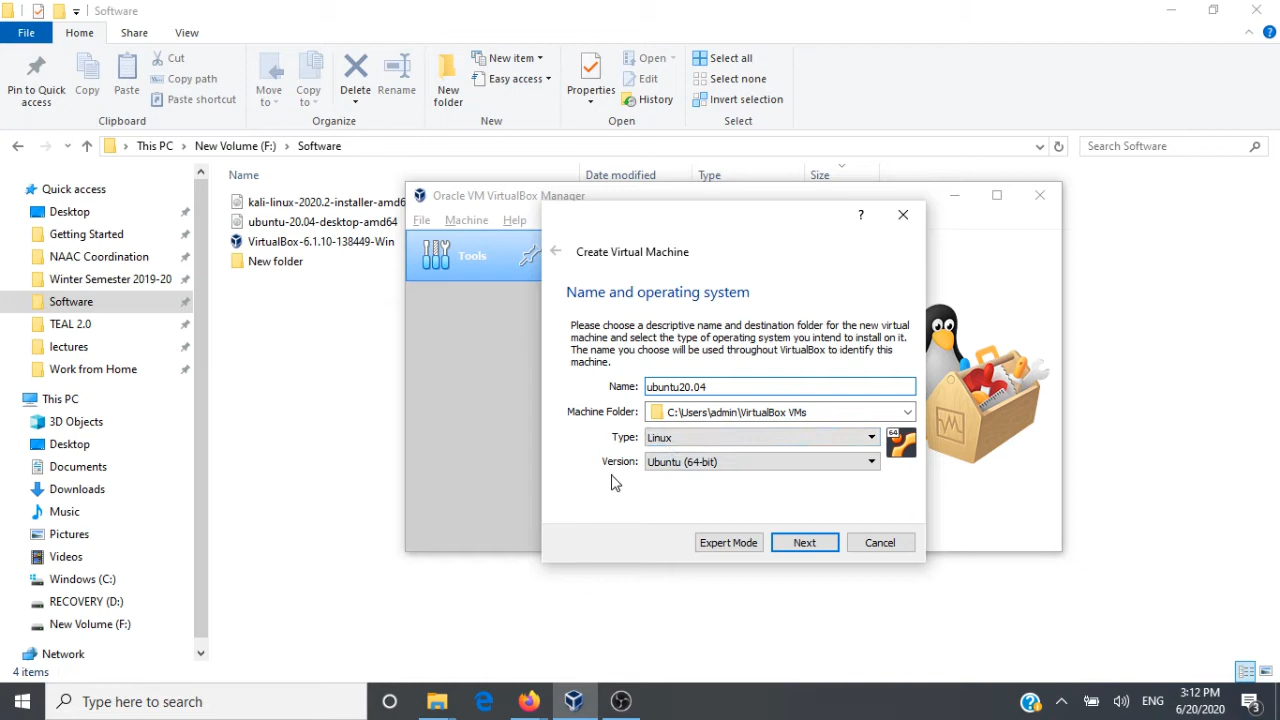 Software
File Home Share View
Pin to Quick access
Copy
Paste
Cut
Copy path
Paste shortcut
Clipboard
Move to
Copy to
Delete
Rename
Organize
New folder
New item
Easy access
New
Properties
Open
Edit
History
Open
Select all
Select none
Invert selection
Select
This PC New Volume (F:) Software
Search Software
Quick access
Desktop
Getting Started
NAAC Coordination
Winter Semester 2019-20
Software
TEAL 2.0
lectures
Work from Home
This PC
3D Objects
Desktop
Documents
Downloads
Music
Pictures
Videos
Windows (C:)
RECOVERY (D:)
New Volume (F:)
Network
4 items
Name Date modified Type Size
kali-linux-2020.2-installer-amd6
ubuntu-20.04-desktop-amd64
VirtualBox-6.1.10-138449-Win
New folder
Oracle VM VirtualBox Manager
File Machine Help
Tools
?
Create Virtual Machine
Name and operating system
Please choose a descriptive name and destination folder for the new virtual
machine and select the type of operating system you intend to install on it.
The name you choose will be used throughout VirtualBox to identify this
machine.
Name: ubuntu20.04
Machine Folder: C:\Users\admin\VirtualBox VMs
Type: Linux
64
Version: Ubuntu (64-bit)
Expert Mode Next Cancel
Type here to search
ENG
3:12 PM
6/20/2020
3